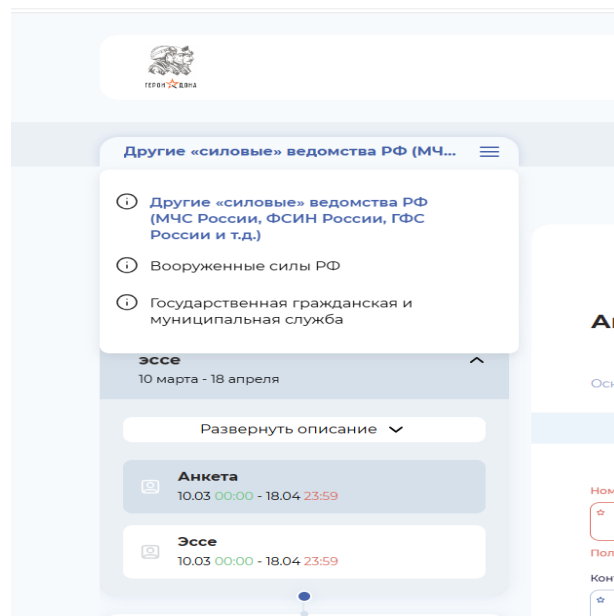 ГЕРОИ ДОНА
Другие «силовые» ведомства РФ (МЧ...
Другие «силовые» ведомства РФ
(МЧС России, ФСИН России, ГФС
России и т.д.)
Вооруженные силы РФ
Государственная гражданская и
муниципальная служба
эссе
10 марта - 18 апреля
Развернуть описание
Анкета
10.03 00:00 - 18.04 23:59
Эссе
10.03 00:00 - 18.04 23:59
Ан
Осн
Ном
Пол
Кон